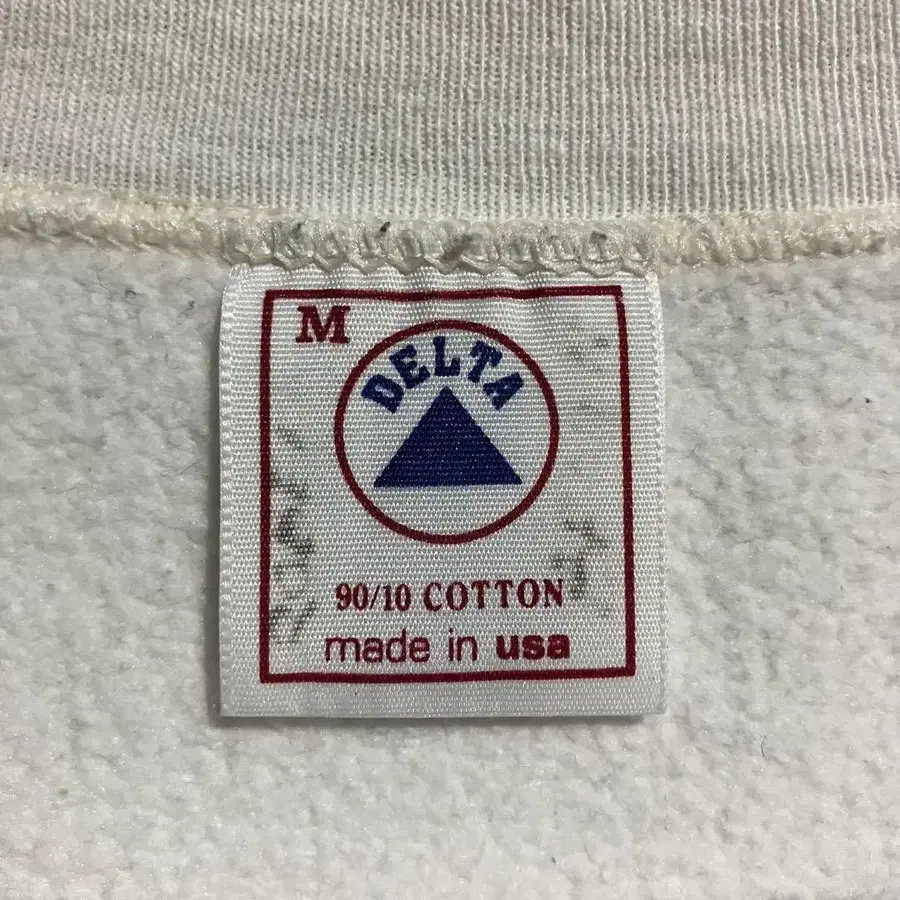 M
DELTA
90/10 COTTON
made in usa